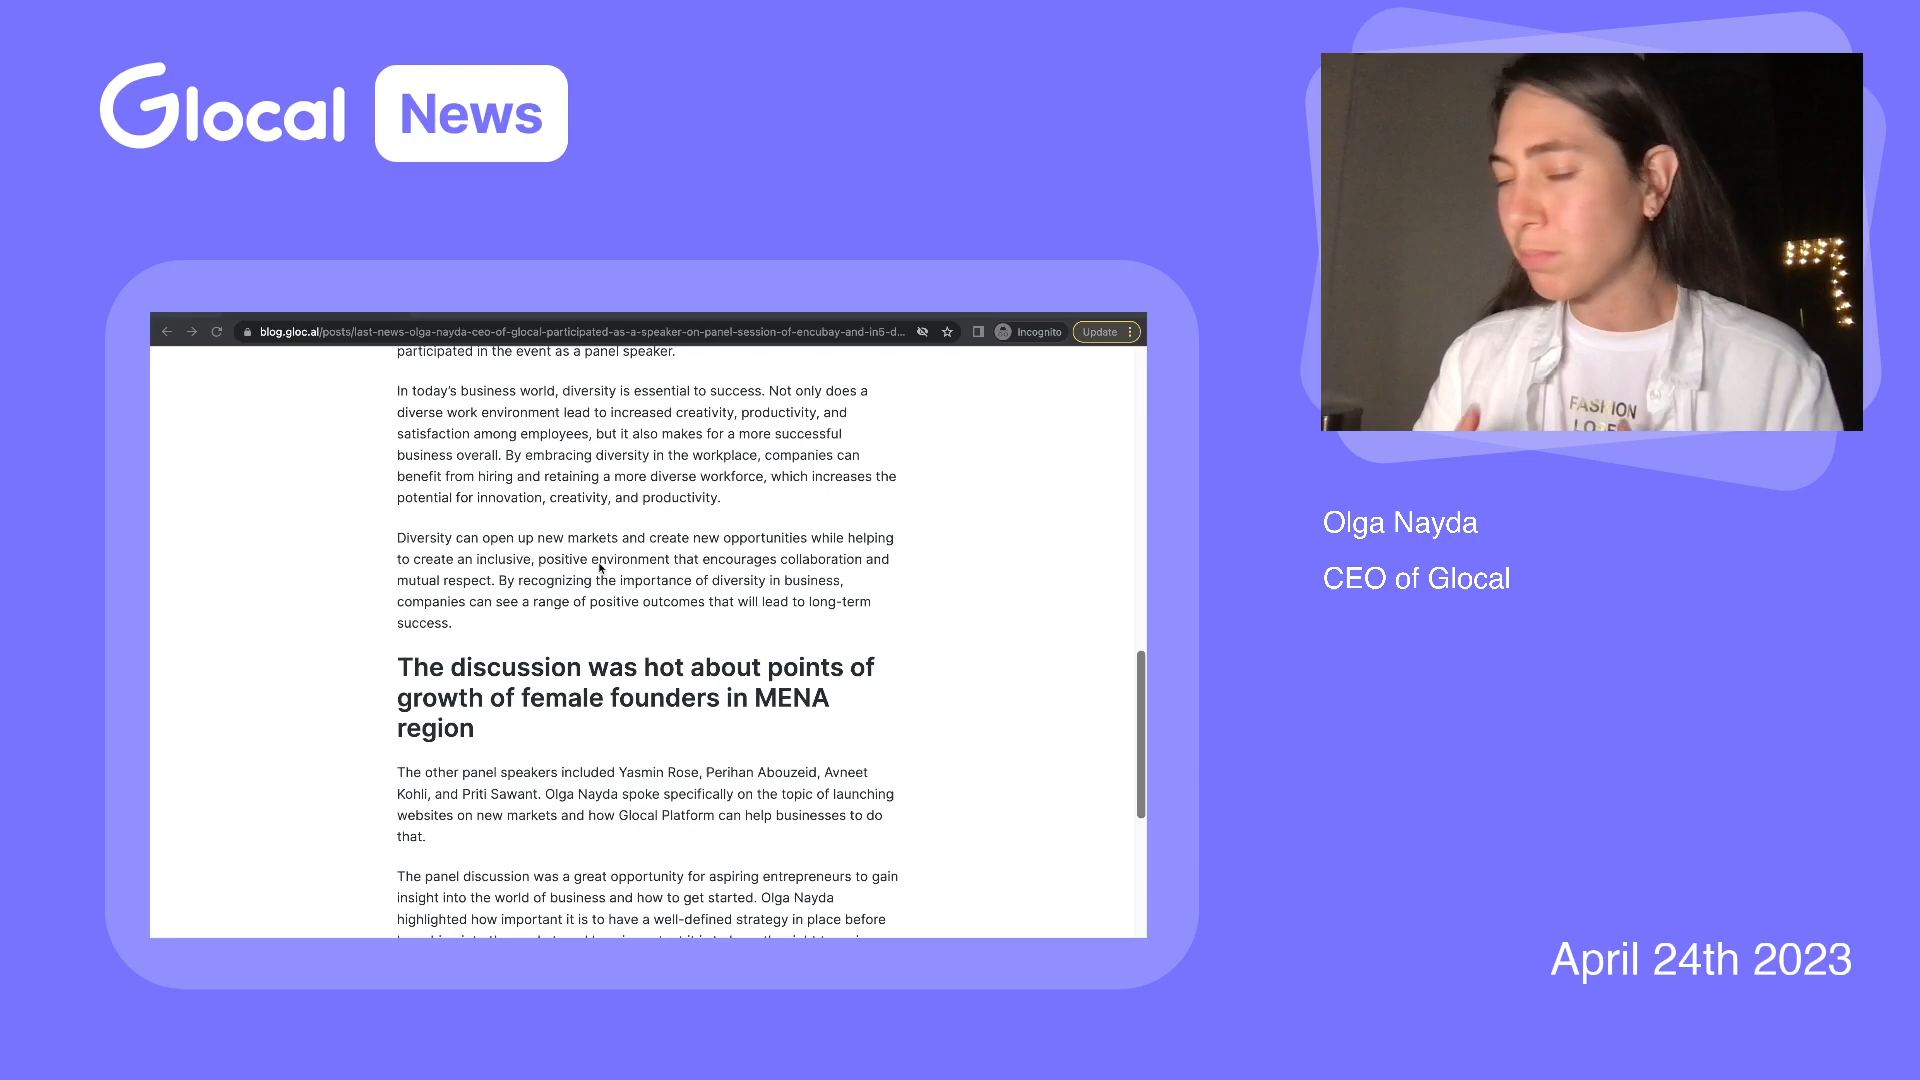 Glocal News
blog.gloc.al/posts/last-news-olga-nayda-ceo-of-glocal-participated-as-a-speaker-on-panel-session-of-encubay-and-in5-d...
Incognito
Update
participated in the event as a panel speaker.
In today's business world, diversity is essential to success. Not only does a
diverse work environment lead to increased creativity, productivity, and
satisfaction among employees, but it also makes for a more successful
business overall. By embracing diversity in the workplace, companies can
benefit from hiring and retaining a more diverse workforce, which increases the
potential for innovation, creativity, and productivity.
Diversity can open up new markets and create new opportunities while helping
to create an inclusive, positive environment that encourages collaboration and
mutual respect. By recognizing the importance of diversity in business,
companies can see a range of positive outcomes that will lead to long-term
success.
The discussion was hot about points of
growth of female founders in MENA
region
The other panel speakers included Yasmin Rose, Perihan Abouzeid, Avneet
Kohli, and Priti Sawant. Olga Nayda spoke specifically on the topic of launching
websites on new markets and how Glocal Platform can help businesses to do
that.
The panel discussion was a great opportunity for aspiring entrepreneurs to gain
insight into the world of business and how to get started. Olga Nayda
highlighted how important it is to have a well-defined strategy in place before
FASHION
Olga Nayda
CEO of Glocal
April 24th 2023